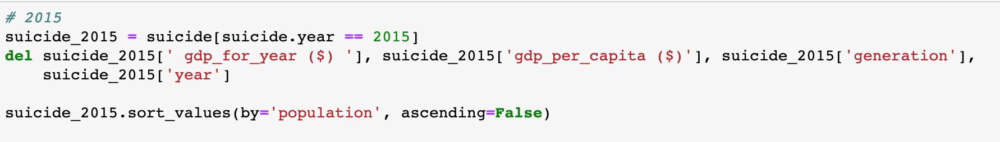 # 2015
suicide_2015 = suicide[suicide.year == 2015]
del suicide_2015[' gdp_for_year ($) '], suicide_2015['gdp_per_capita ($)'], suicide_2015['generation'],
    suicide_2015['year']
suicide_2015.sort_values(by='population', ascending=False)